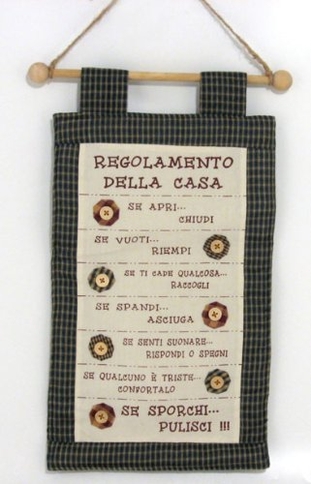 REGOLAMENTO
DELLA CASA
SE APRI...
CHIUDI
SE VUOTI...
RIEMPI
SE TI CADE QUALCOSA...
RACCOGLI
SE SPANDI...
ASCIUGA
SE SENTI SUONARE...
RISPONDI O SPEGNI
SE QUALCUNO È TRISTE...
CONFORTALO
SE SPORCHI...
PULISCI !!!